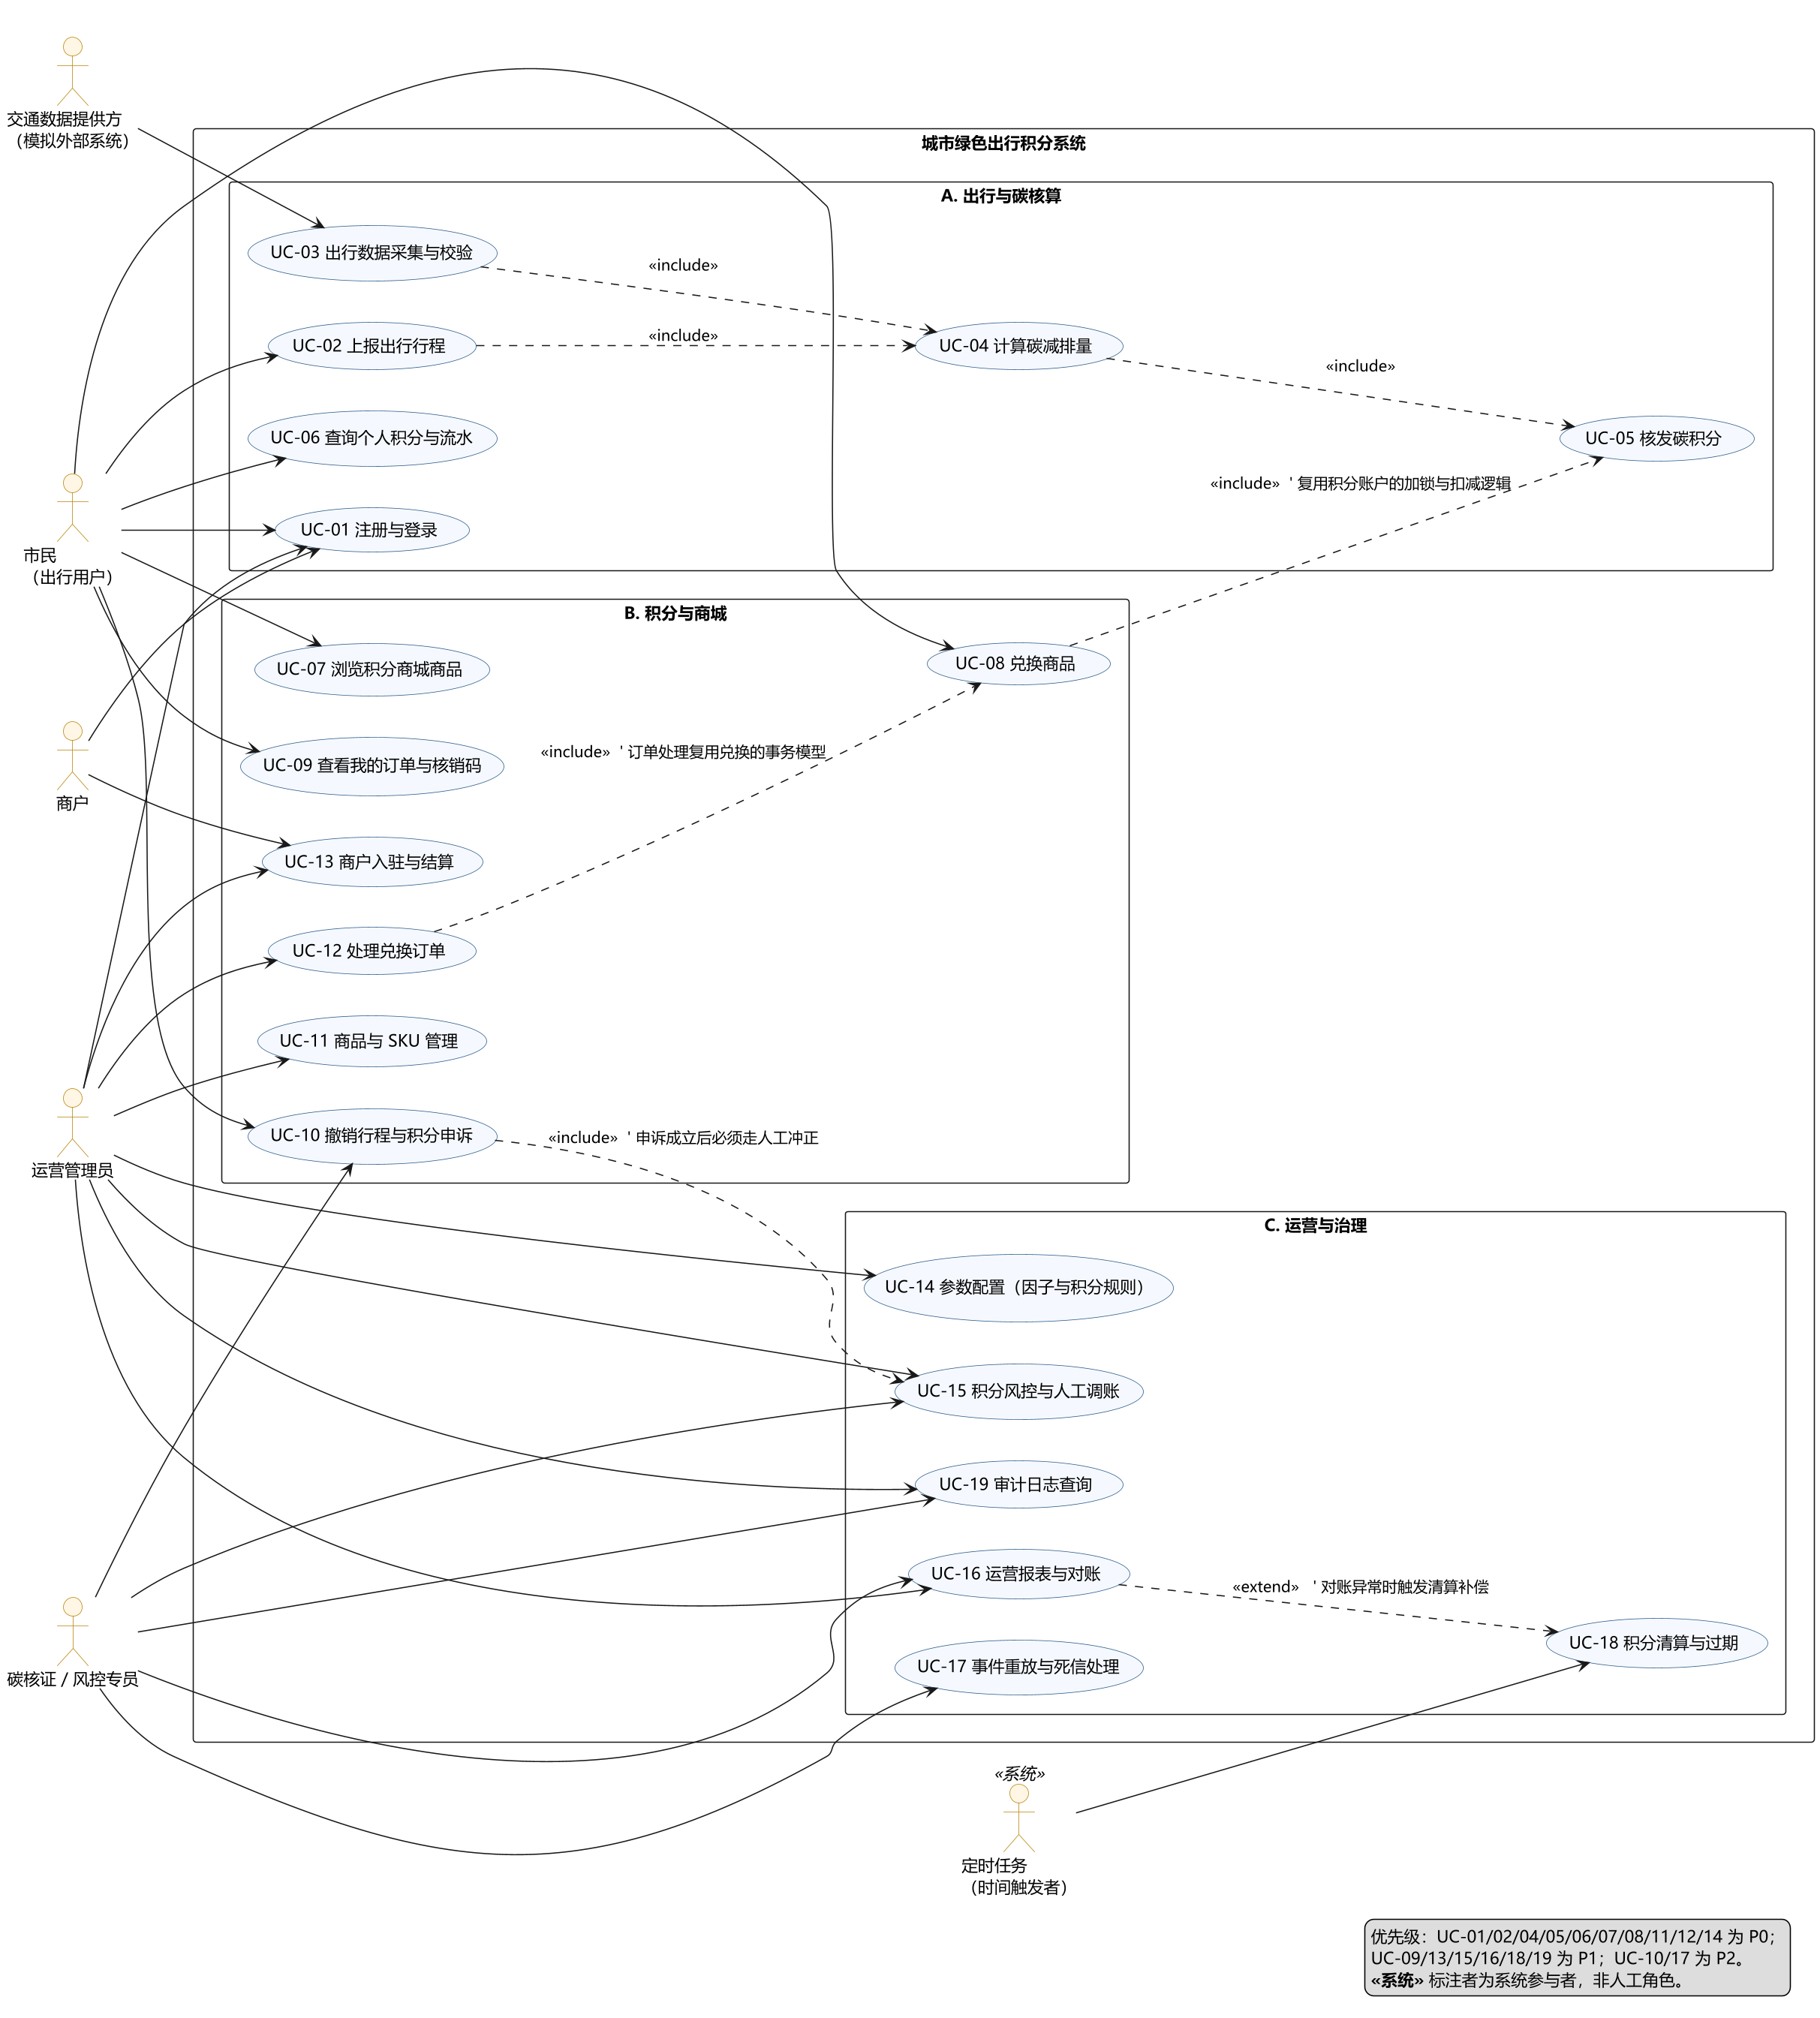 交通数据提供方
（模拟外部系统）
城市绿色出行积分系统
A. 出行与碳核算
UC-03 出行数据采集与校验
«include»
UC-02 上报出行行程
«include»
UC-04 计算碳减排量
«include»
UC-06 查询个人积分与流水
UC-05 核发碳积分
«include» ' 复用积分账户的加锁与扣减逻辑
UC-01 注册与登录
市民
（出行用户）
B. 积分与商城
UC-07 浏览积分商城商品
UC-08 兑换商品
«include» ' 订单处理复用兑换的事务模型
UC-09 查看我的订单与核销码
商户
UC-13 商户入驻与结算
UC-12 处理兑换订单
UC-11 商品与 SKU 管理
UC-10 撤销行程与积分申诉
«include» ' 申诉成立后必须走人工冲正
运营管理员
C. 运营与治理
UC-14 参数配置（因子与积分规则）
UC-15 积分风控与人工调账
UC-19 审计日志查询
UC-16 运营报表与对账
«extend» ' 对账异常时触发清算补偿
UC-18 积分清算与过期
UC-17 事件重放与死信处理
碳核证 / 风控专员
«系统»
定时任务
（时间触发者）
优先级：UC-01/02/04/05/06/07/08/11/12/14 为 P0；
UC-09/13/15/16/18/19 为 P1；UC-10/17 为 P2。
«系统» 标注者为系统参与者，非人工角色。